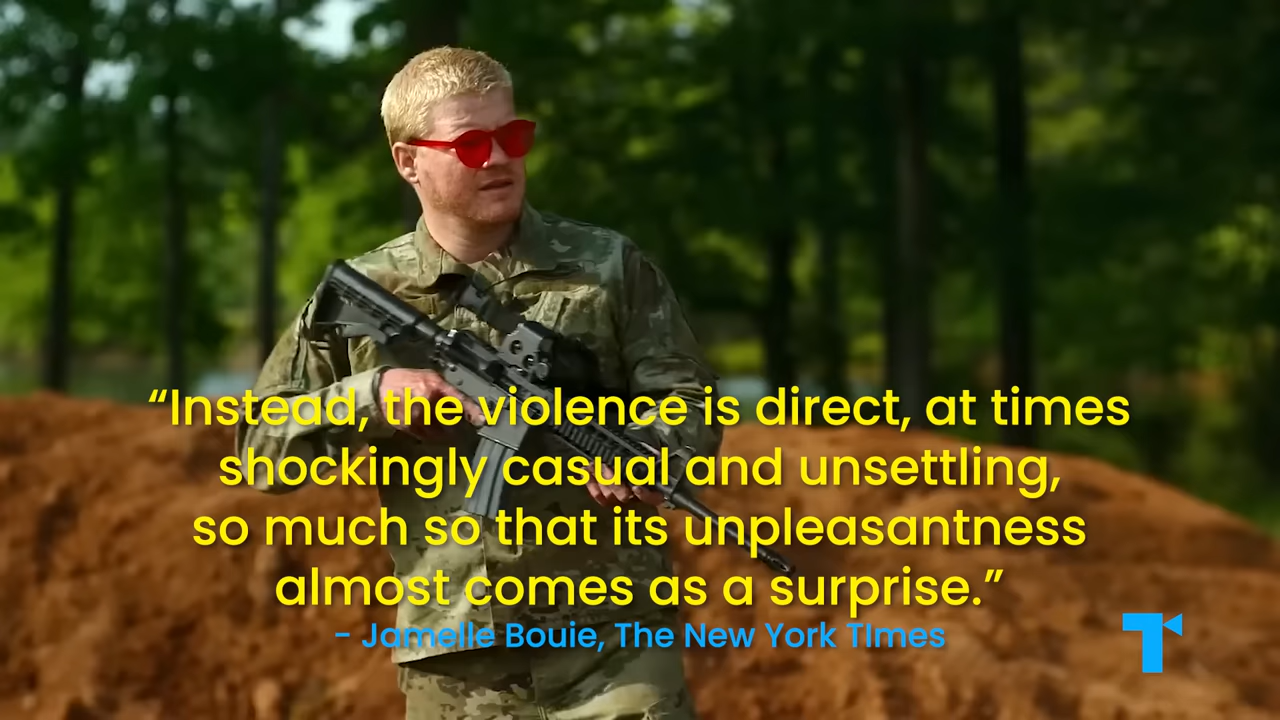 “Instead, the violence is direct, at times
shockingly casual and unsettling,
so much so that its unpleasantness
almost comes as a surprise.”
- Jamelle Bouie, The New York TImes